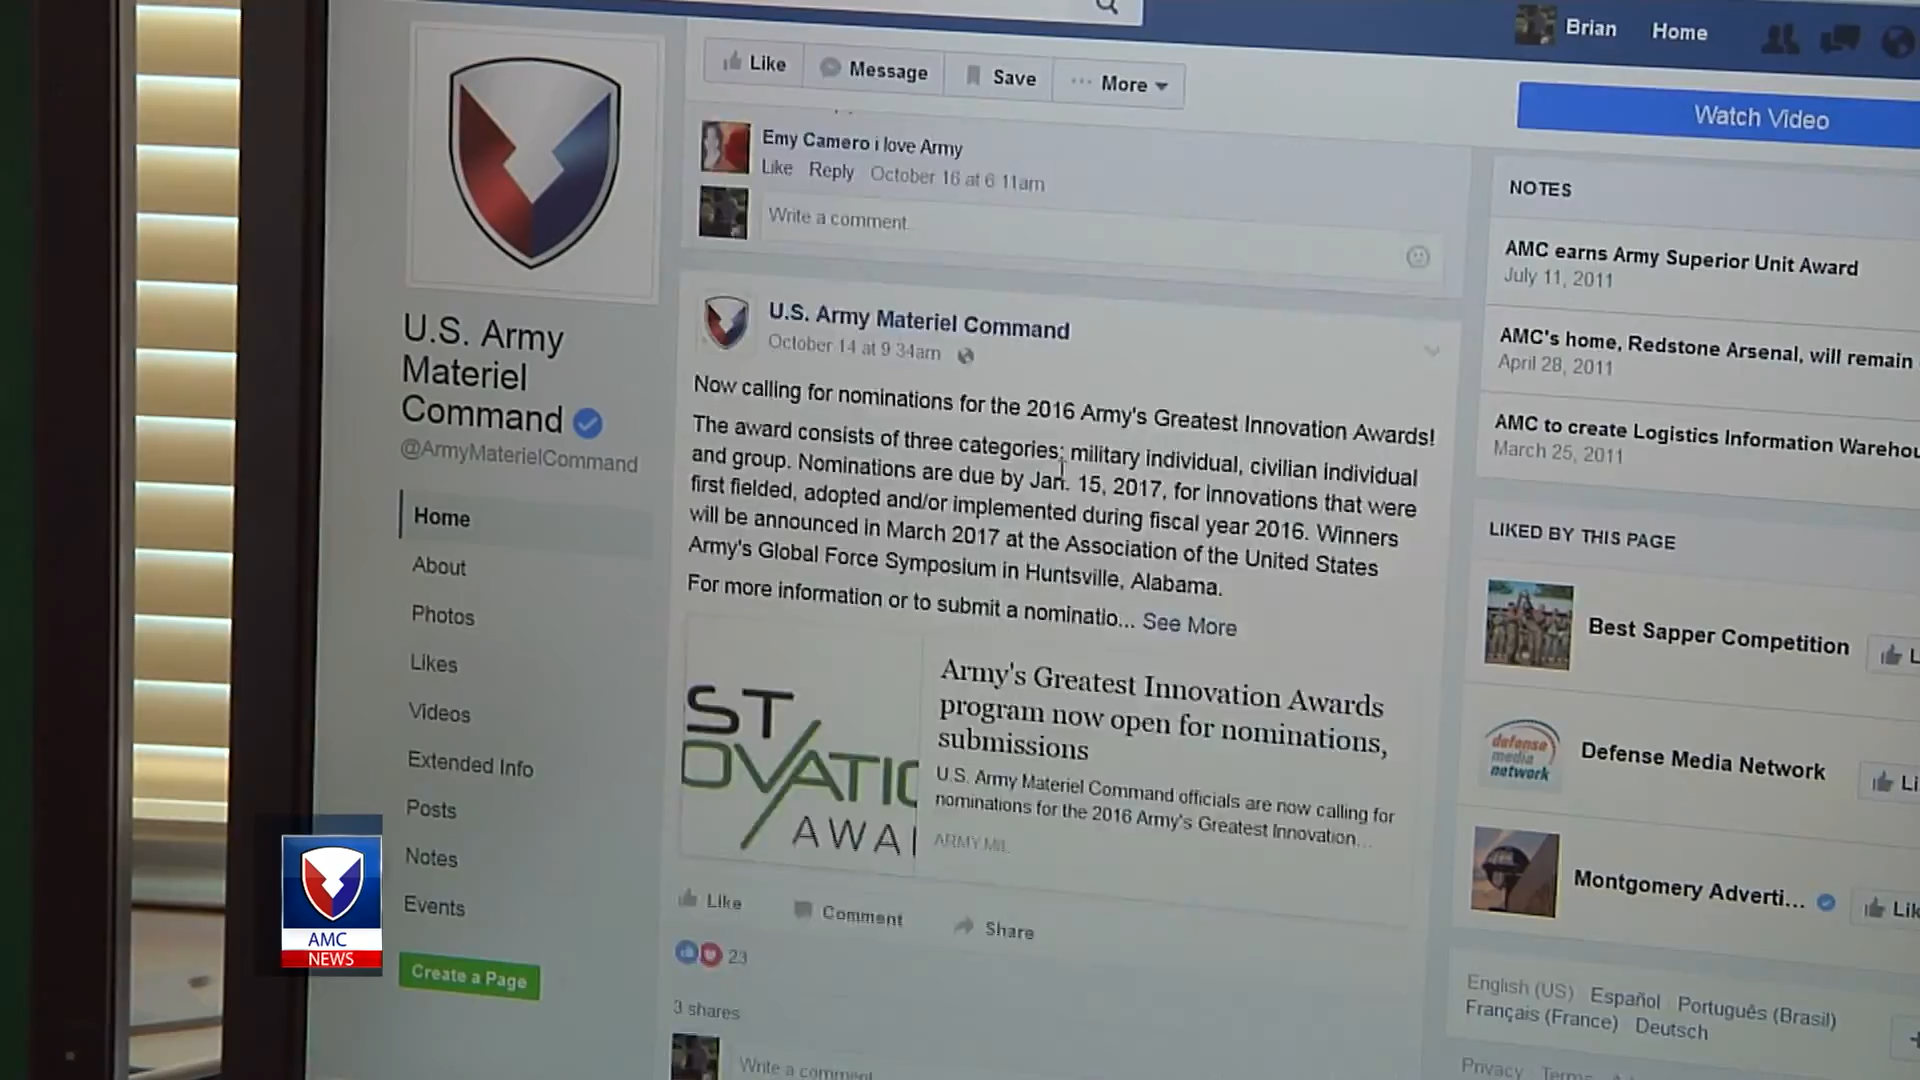 Brian Home
Like Message Save ... More
Watch Video
Emy Camero i love Army
Like Reply October 16 at 6 11am
Write a comment.
U.S. Army
Materiel
Command
@ArmyMaterielCommand
Home
About
Photos
Likes
Videos
Extended Info
Posts
Notes
Events
Create a Page
U.S. Army Materiel Command
October 14 at 9 34am
Now calling for nominations for the 2016 Army's Greatest Innovation Awards!
The award consists of three categories; military individual, civilian individual
and group. Nominations are due by Jan. 15, 2017, for innovations that were
first fielded, adopted and/or implemented during fiscal year 2016. Winners
will be announced in March 2017 at the Association of the United States
Army's Global Force Symposium in Huntsville, Alabama.
For more information or to submit a nominatio... See More
ST
OVATIO
AWA
Army's Greatest Innovation Awards
program now open for nominations,
submissions
U.S. Army Materiel Command officials are now calling for
nominations for the 2016 Army's Greatest Innovation...
ARMY.MIL
Like Comment Share
23
3 shares
Write a comment
NOTES
AMC earns Army Superior Unit Award
July 11, 2011
AMC's home, Redstone Arsenal, will remain
April 28, 2011
AMC to create Logistics Information Warehou
March 25, 2011
LIKED BY THIS PAGE
Best Sapper Competition L
defense
media
network
Defense Media Network Li
Montgomery Adverti... Lik
English (US) Español Português (Brasil)
Français (France) Deutsch
Privacy Terms
AMC
NEWS